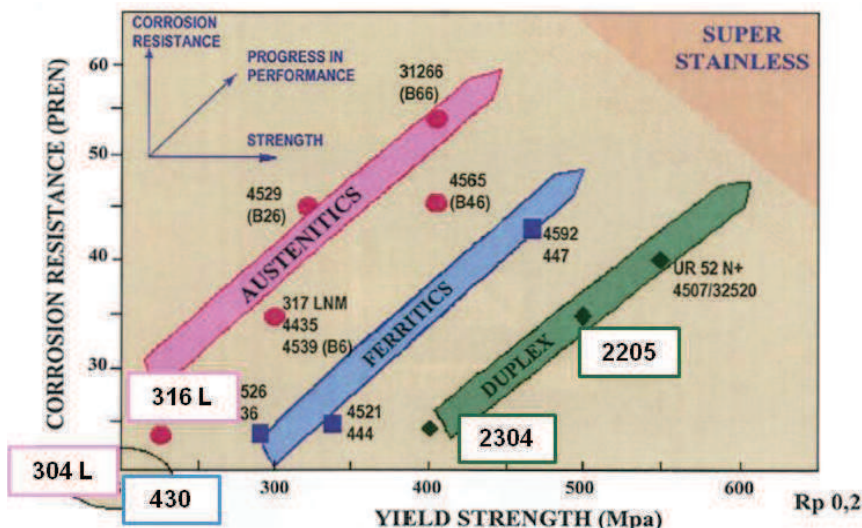 CORROSION
RESISTANCE
PROGRESS IN
PERFORMANCE
STRENGTH
SUPER
STAINLESS
CORROSION RESISTANCE (PREN)
60
50
40
30
31266
(B66)
4529
(B26)
4565
(B46)
AUSTENITICS
4592
447
317 LNM
4435
4539 (B6)
FERRITICS
UR 52 N+
4507/32520
DUPLEX
2205
316 L
526
36
4521
444
2304
304 L
430
300
400
500
600
Rp 0,2
YIELD STRENGTH (Mpa)